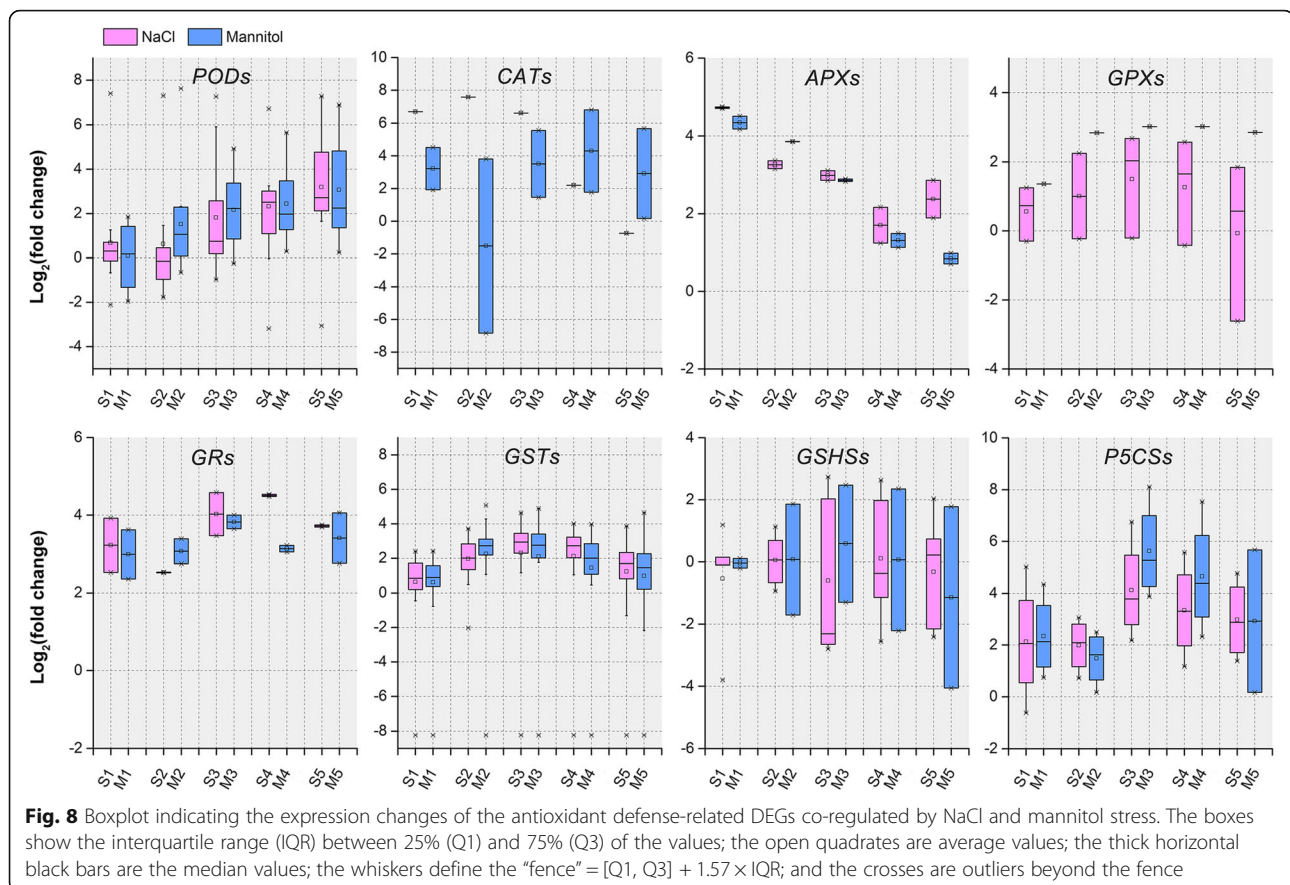 NaCl Mannitol
PODs
CATs
APXs
GPXs
Log2(fold change)
8
6
4
2
0
-2
-4
10
8
6
4
2
0
-2
-4
-6
-8
6
4
2
0
-2
4
2
0
-2
-4
S1 M1 S2 M2 S3 M3 S4 M4 S5 M5
S1 M1 S2 M2 S3 M3 S4 M4 S5 M5
S1 M1 S2 M2 S3 M3 S4 M4 S5 M5
S1 M1 S2 M2 S3 M3 S4 M4 S5 M5
GRs
GSTs
GSHSs
P5CSs
Log2(fold change)
6
4
2
0
-2
8
6
4
2
0
-2
-4
-6
-8
4
2
0
-2
-4
-6
10
8
6
4
2
0
-2
S1 M1 S2 M2 S3 M3 S4 M4 S5 M5
S1 M1 S2 M2 S3 M3 S4 M4 S5 M5
S1 M1 S2 M2 S3 M3 S4 M4 S5 M5
S1 M1 S2 M2 S3 M3 S4 M4 S5 M5
Fig. 8 Boxplot indicating the expression changes of the antioxidant defense-related DEGs co-regulated by NaCl and mannitol stress. The boxes
show the interquartile range (IQR) between 25% (Q1) and 75% (Q3) of the values; the open quadrates are average values; the thick horizontal
black bars are the median values; the whiskers define the “fence” = [Q1, Q3] + 1.57 × IQR; and the crosses are outliers beyond the fence